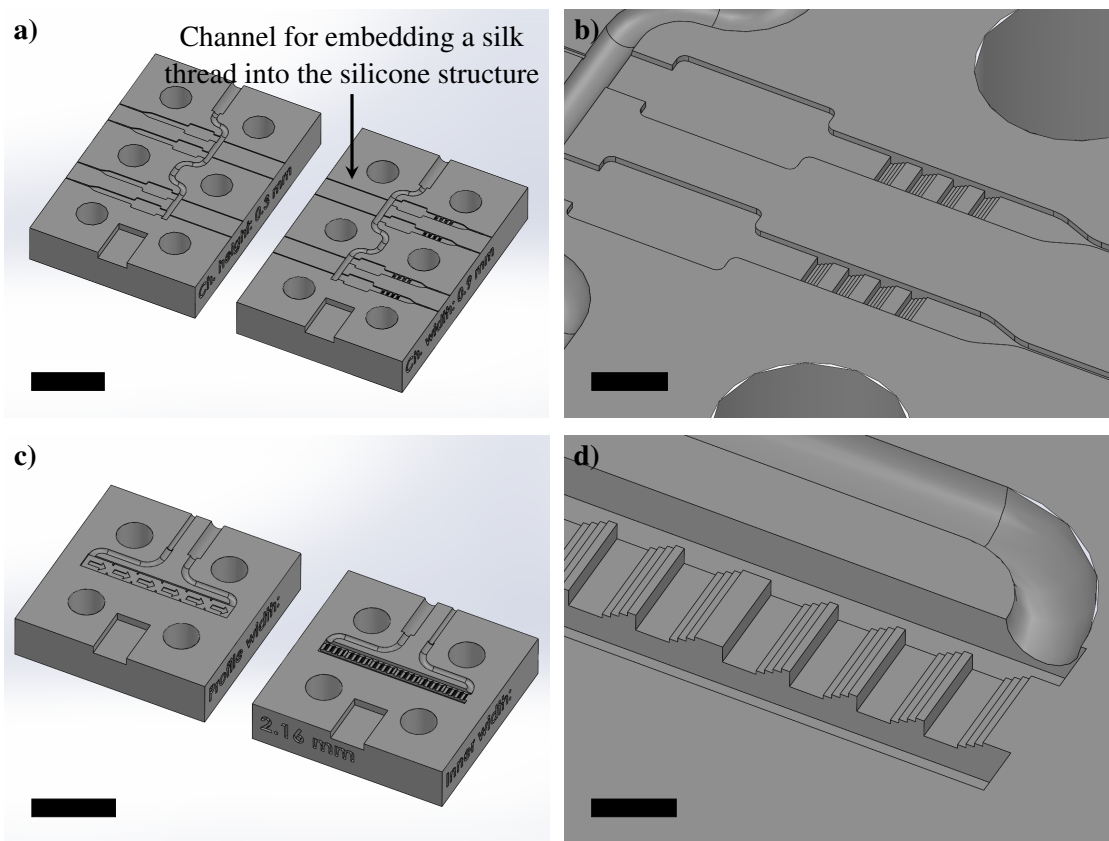 a)
Channel for embedding a silk
thread into the silicone structure
Ch. height: 0.3 mm
Ch. width: 0.9 mm
b)
c)
Profile width:
2.16 mm
Inner width:
d)